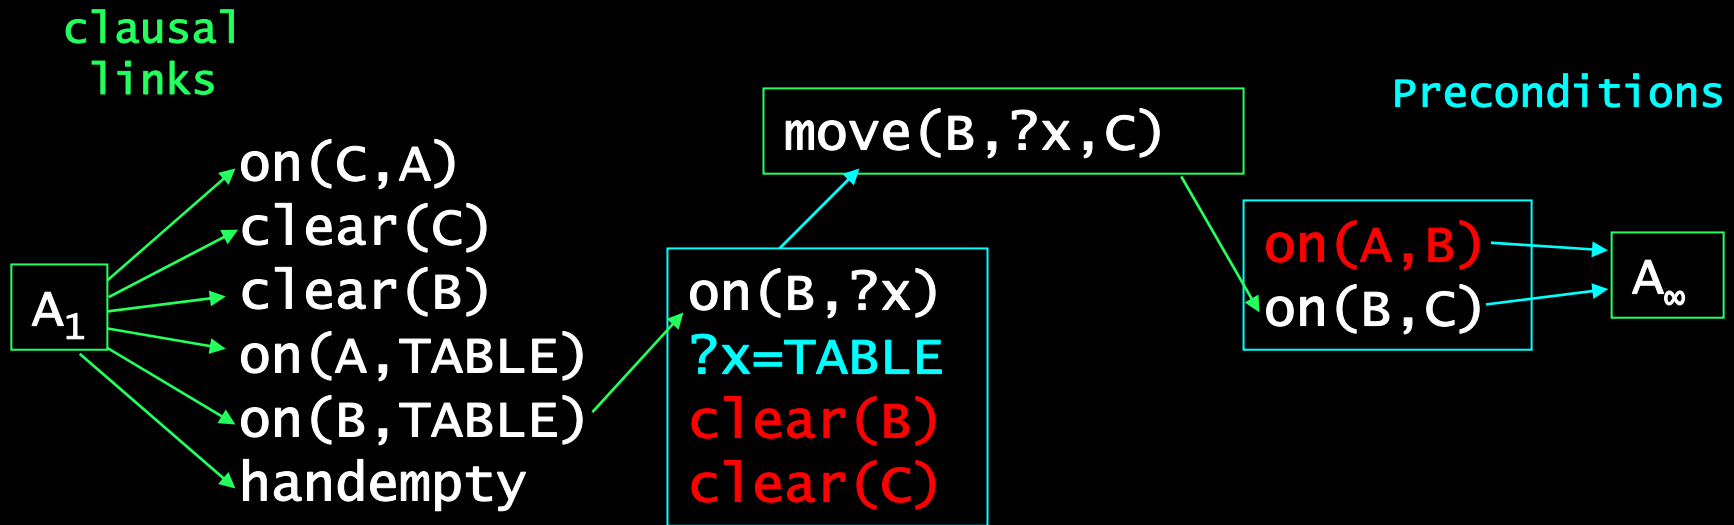 clausal
links
Preconditions
move(B,?x,C)
on(C,A)
clear(C)
clear(B)
on(A,TABLE)
on(B,TABLE)
handempty
A₁
on(B,?x)
?x=TABLE
clear(B)
clear(C)
on(A,B)
on(B,C)
A∞